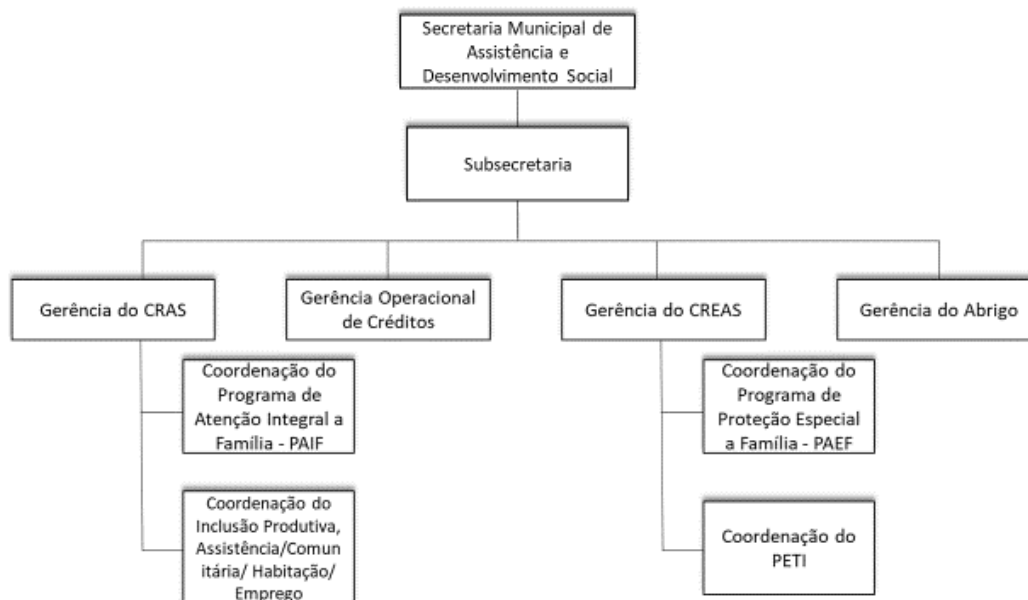 Secretaria Municipal de
Assistência e
Desenvolvimento Social
Subsecretaria
Gerência do CRAS
Gerência Operacional
de Créditos
Gerência do CREAS
Gerência do Abrigo
Coordenação do
Programa de
Atenção Integral a
Família - PAIF
Coordenação do
Programa de
Proteção Especial
a Família - PAEF
Coordenação do
Inclusão Produtiva,
Assistência/Comun
itária/ Habitação/
Emprego
Coordenação do
PETI